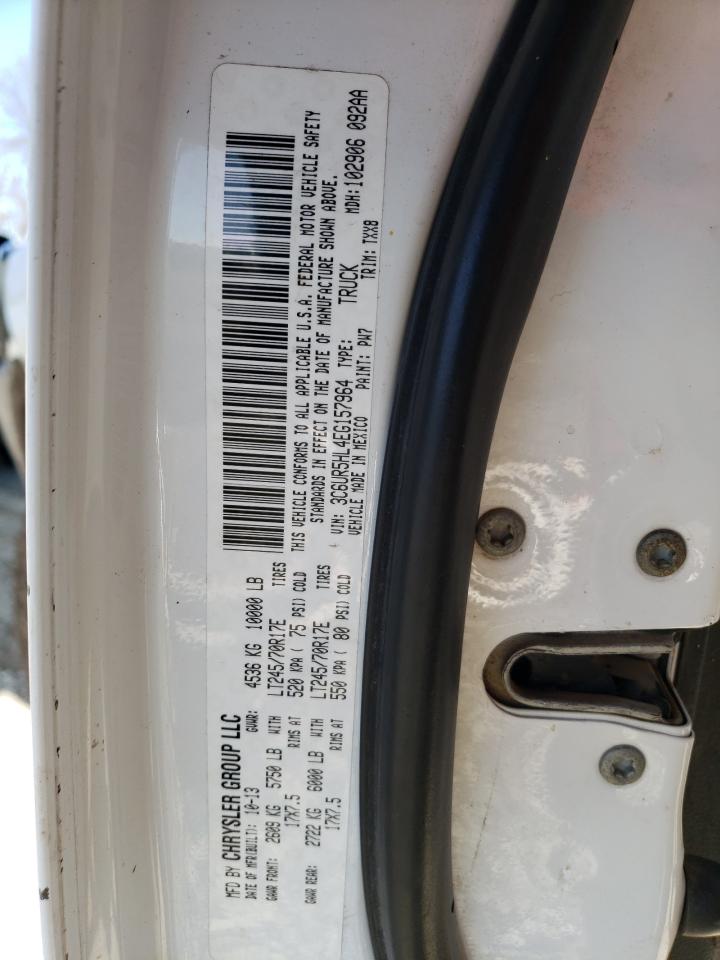 MFD BY CHRYSLER GROUP LLC
DATE OF MFR(BUILT): 10-13 GVWR: 4536 KG 10000 LB
GAWR FRONT: 2609 KG 5750 LB WITH LT245/70R17E TIRES
17X7.5 RIMS AT 520 KPA ( 75 PSI) COLD
GAWR REAR: 2722 KG 6000 LB WITH LT245/70R17E TIRES
17X7.5 RIMS AT 550 KPA ( 80 PSI) COLD
THIS VEHICLE CONFORMS TO ALL APPLICABLE U.S.A. FEDERAL MOTOR VEHICLE SAFETY
STANDARDS IN EFFECT ON THE DATE OF MANUFACTURE SHOWN ABOVE.
VIN: 3C6UR5HL4EG157964 TYPE: TRUCK MDH: 102906 092AA
VEHICLE MADE IN MEXICO PAINT: PW7 TRIM: TXX8